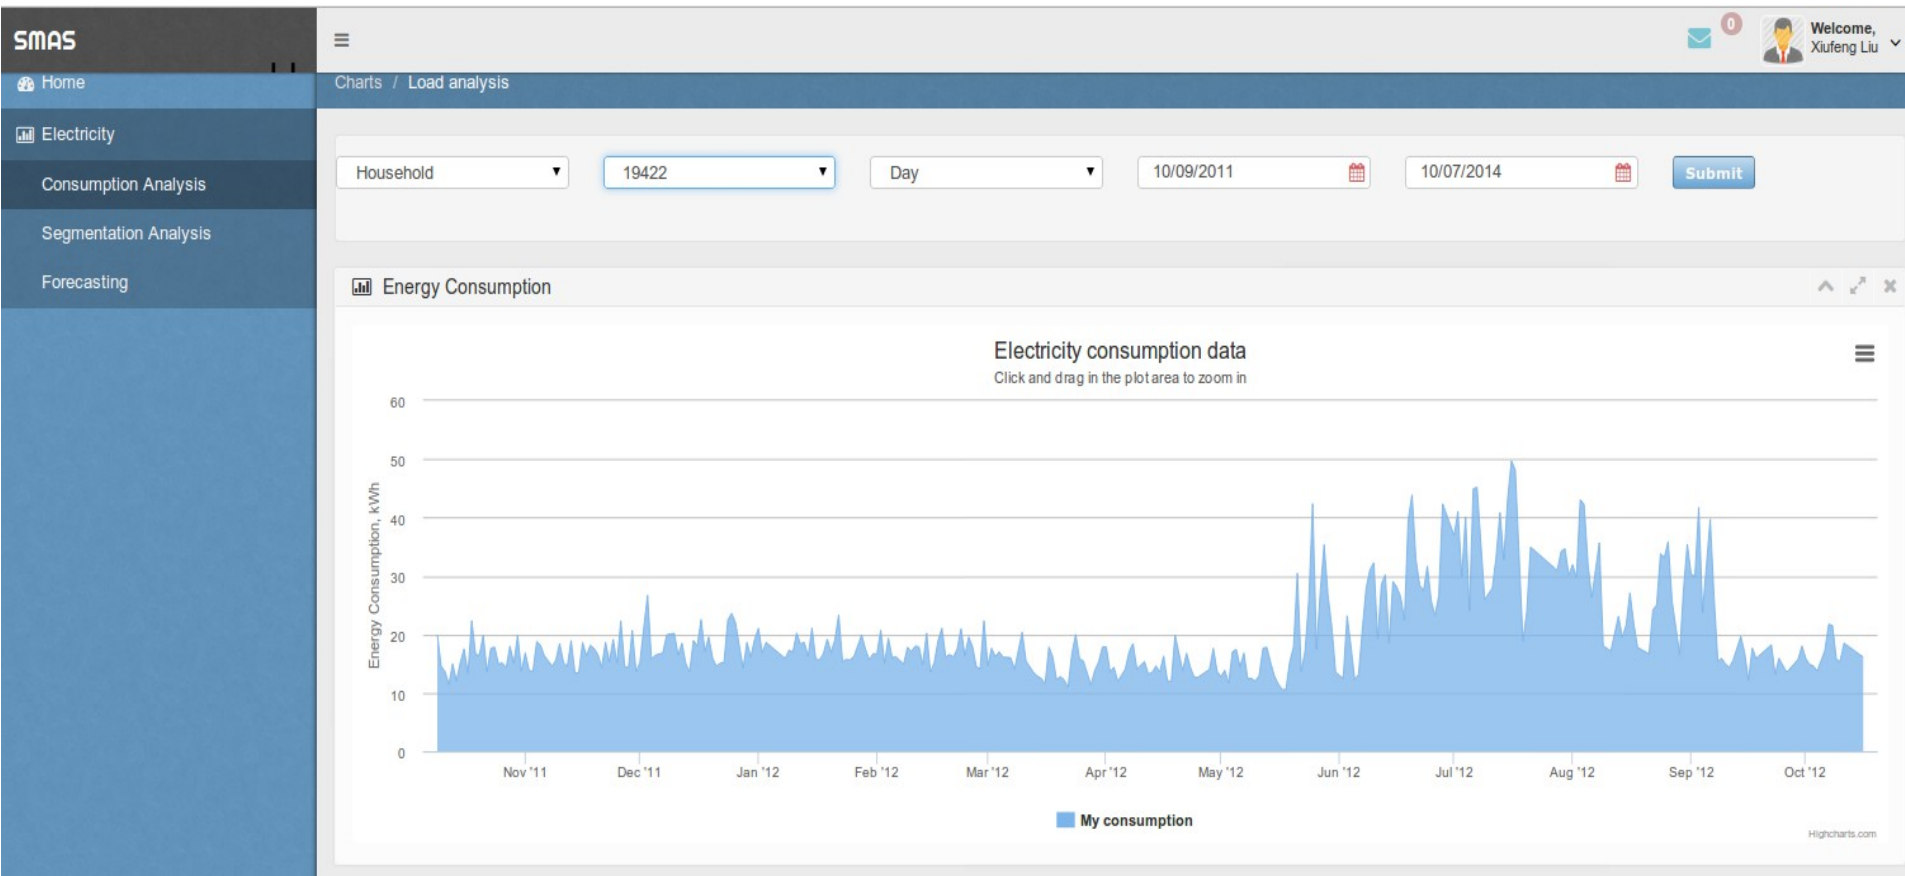 SMAS
0
Welcome,
Xiufeng Liu
Home
Charts / Load analysis
Electricity
Consumption Analysis
Segmentation Analysis
Forecasting
Household
19422
Day
10/09/2011
10/07/2014
Submit
Energy Consumption
Electricity consumption data
Click and drag in the plot area to zoom in
Energy Consumption, kWh
60
50
40
30
20
10
0
Nov '11
Dec '11
Jan '12
Feb '12
Mar '12
Apr '12
May '12
Jun '12
Jul '12
Aug '12
Sep '12
Oct '12
My consumption
Highcharts.com